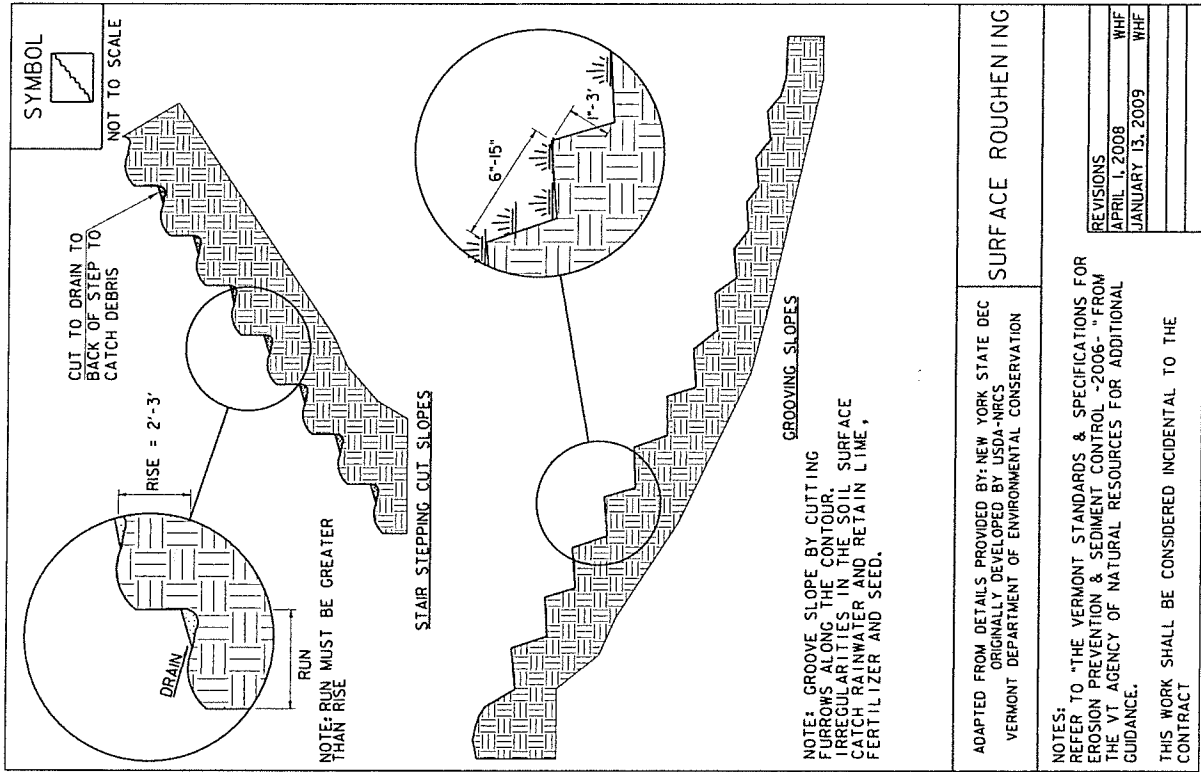 SYMBOL
NOT TO SCALE
CUT TO DRAIN TO
BACK OF STEP TO
CATCH DEBRIS
RISE = 2'-3'
DRAIN
RUN
NOTE: RUN MUST BE GREATER
THAN RISE
STAIR STEPPING CUT SLOPES
6"-15"
1"-3'
GROOVING SLOPES
NOTE: GROOVE SLOPE BY CUTTING
FURROWS ALONG THE CONTOUR.
IRREGULARITIES IN THE SOIL SURFACE
CATCH RAINWATER AND RETAIN LIME,
FERTILIZER AND SEED.
ADAPTED FROM DETAILS PROVIDED BY: NEW YORK STATE DEC
ORIGINALLY DEVELOPED BY USDA-NRCS
VERMONT DEPARTMENT OF ENVIRONMENTAL CONSERVATION
SURFACE ROUGHENING
NOTES:
REFER TO "THE VERMONT STANDARDS & SPECIFICATIONS FOR
EROSION PREVENTION & SEDIMENT CONTROL -2006- " FROM
THE VT AGENCY OF NATURAL RESOURCES FOR ADDITIONAL
GUIDANCE.
THIS WORK SHALL BE CONSIDERED INCIDENTAL TO THE
CONTRACT
REVISIONS
APRIL 1, 2008 WHF
JANUARY 13, 2009 WHF